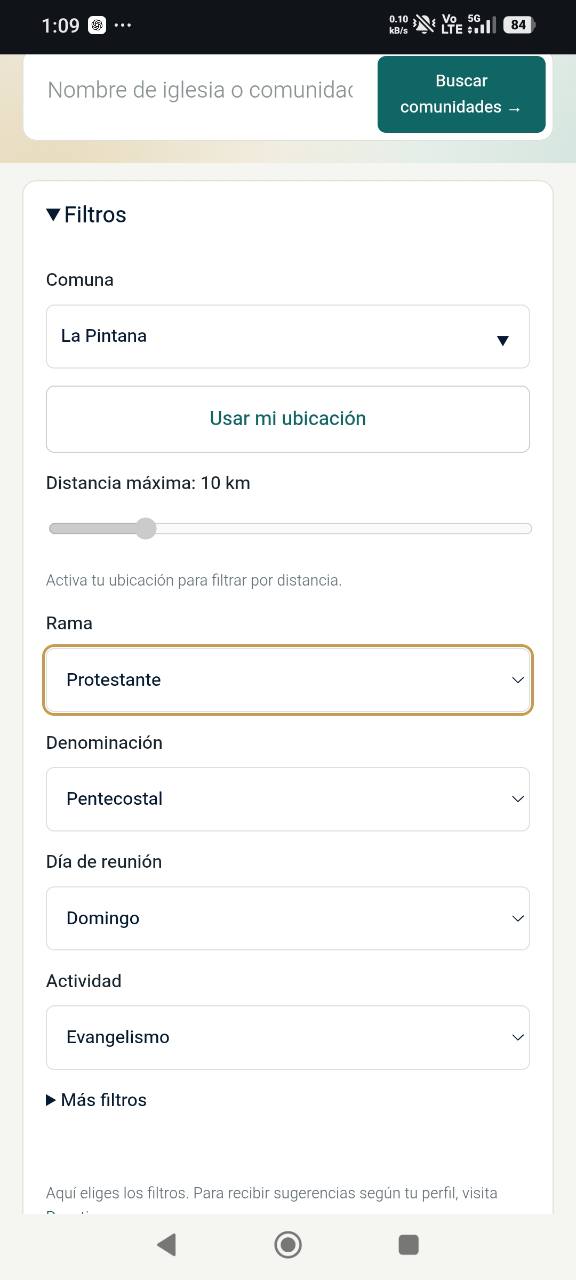 1:09
0.10 kB/s Vo LTE 5G 84
Nombre de iglesia o comunidad
Buscar
comunidades →
▼Filtros
Comuna
La Pintana
Usar mi ubicación
Distancia máxima: 10 km
Activa tu ubicación para filtrar por distancia.
Rama
Protestante
Denominación
Pentecostal
Día de reunión
Domingo
Actividad
Evangelismo
▶ Más filtros
Aquí eliges los filtros. Para recibir sugerencias según tu perfil, visita